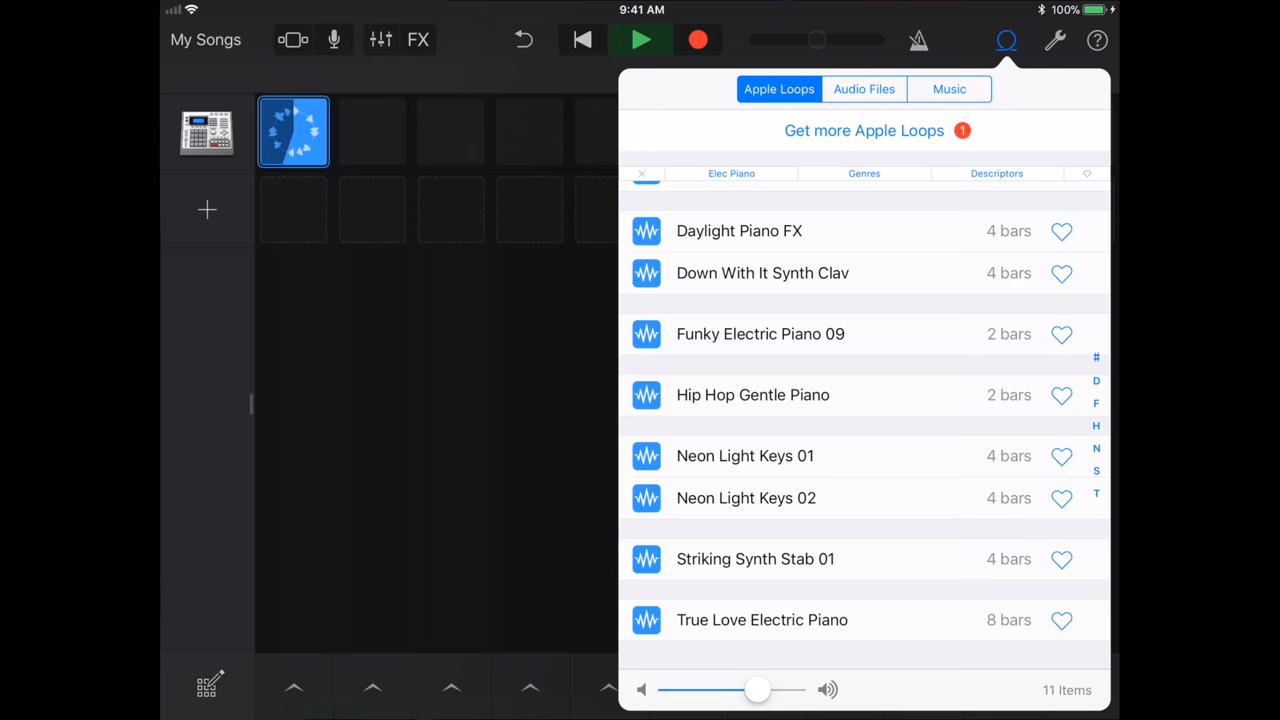 9:41 AM
100%
My Songs
FX
Apple Loops
Audio Files
Music
Get more Apple Loops 1
Elec Piano
Genres
Descriptors
Daylight Piano FX 4 bars
Down With It Synth Clav 4 bars
Funky Electric Piano 09 2 bars
Hip Hop Gentle Piano 2 bars
Neon Light Keys 01 4 bars
Neon Light Keys 02 4 bars
Striking Synth Stab 01 4 bars
True Love Electric Piano 8 bars
#
D
F
H
N
S
T
11 Items